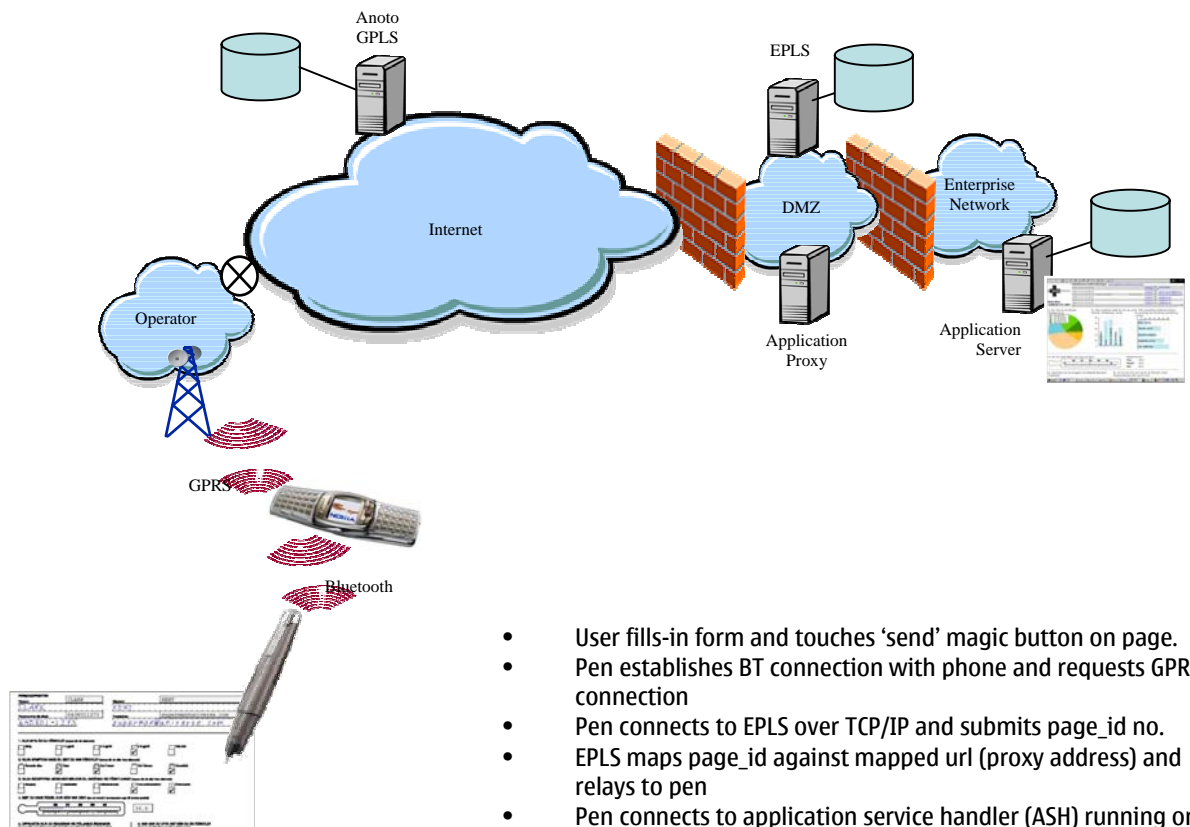 Anoto
GPLS
EPLS
Internet
DMZ
Enterprise
Network
Operator
Application
Proxy
Application
Server
GPRS
NOKIA
Bluetooth
• User fills-in form and touches ‘send’ magic button on page.
• Pen establishes BT connection with phone and requests GPR
connection
• Pen connects to EPLS over TCP/IP and submits page_id no.
• EPLS maps page_id against mapped url (proxy address) and
relays to pen
• Pen connects to application service handler (ASH) running on